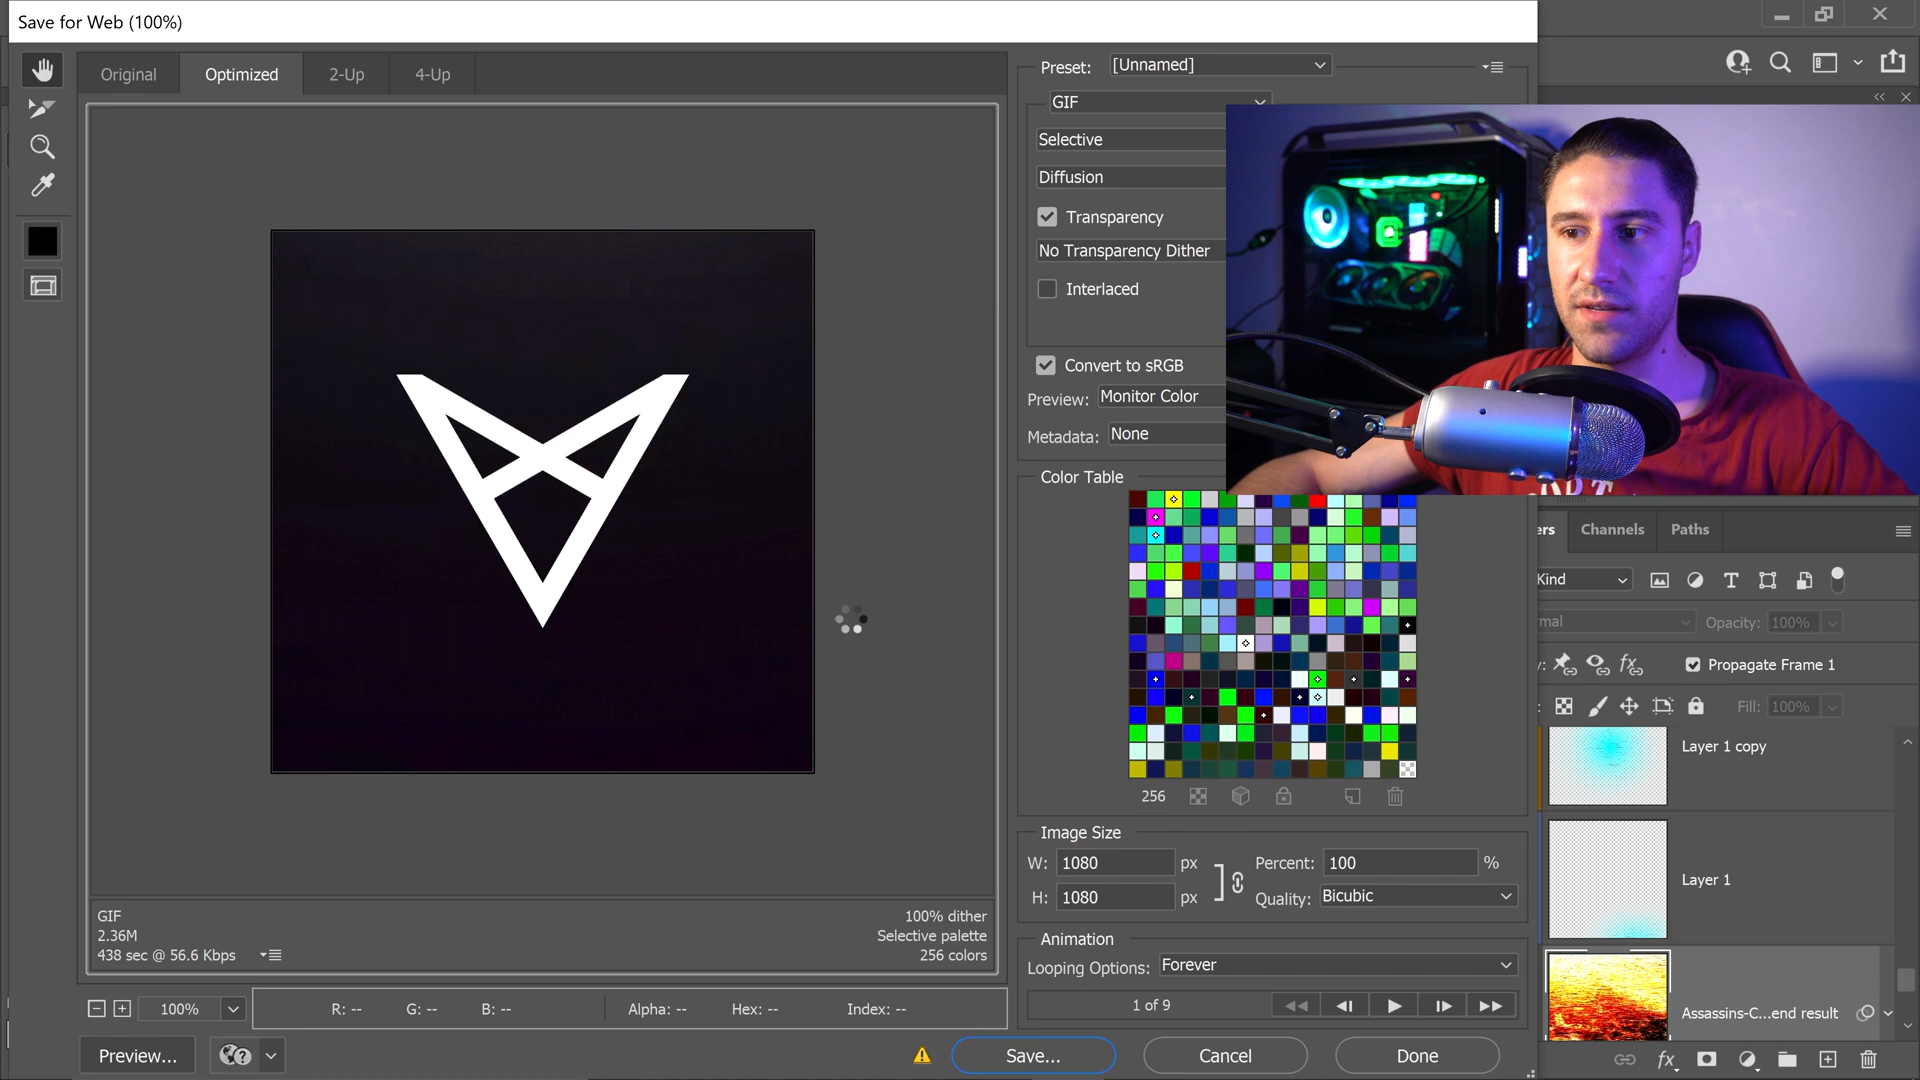 Save for Web (100%)
Original
Optimized
2-Up
4-Up
Preset:
[Unnamed]
GIF
Selective
Diffusion
Transparency
No Transparency Dither
Interlaced
Convert to sRGB
Preview:
Monitor Color
Metadata:
None
Color Table
256
Image Size
W:
1080
px
Percent:
100
%
H:
1080
px
Quality:
Bicubic
Animation
Looping Options:
Forever
1 of 9
GIF
2.36M
438 sec @ 56.6 Kbps
100% dither
Selective palette
256 colors
100%
R: --
G: --
B: --
Alpha: --
Hex: --
Index: --
Preview...
Save...
Cancel
Done
ers
Channels
Paths
Kind
mal
Opacity:
100%
Propagate Frame 1
Fill:
100%
Layer 1 copy
Layer 1
Assassins-C...end result
fx